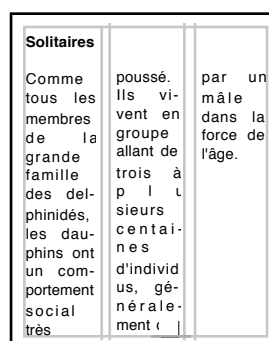 Solitaires
Comme
tous les
membres
de la
grande
famille
des del-
phinidés,
les dau-
phins ont
un com-
portement
social
très
poussé.
Ils vi-
vent en
groupe
allant de
trois à
plu
sieurs
centai-
nes
d'individ
us, gé-
nérale-
ment
par un
mâle
dans la
force de
l'âge.